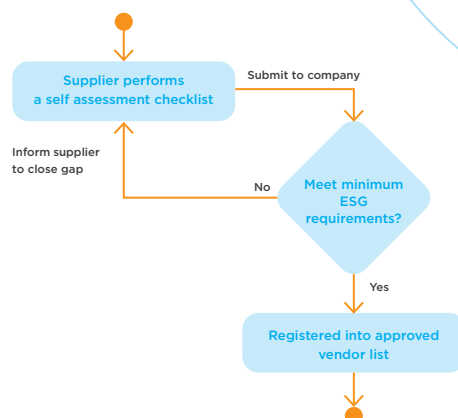 Supplier performs
a self assessment checklist
Submit to company
Inform supplier
to close gap
No
Meet minimum
ESG
requirements?
Yes
Registered into approved
vendor list